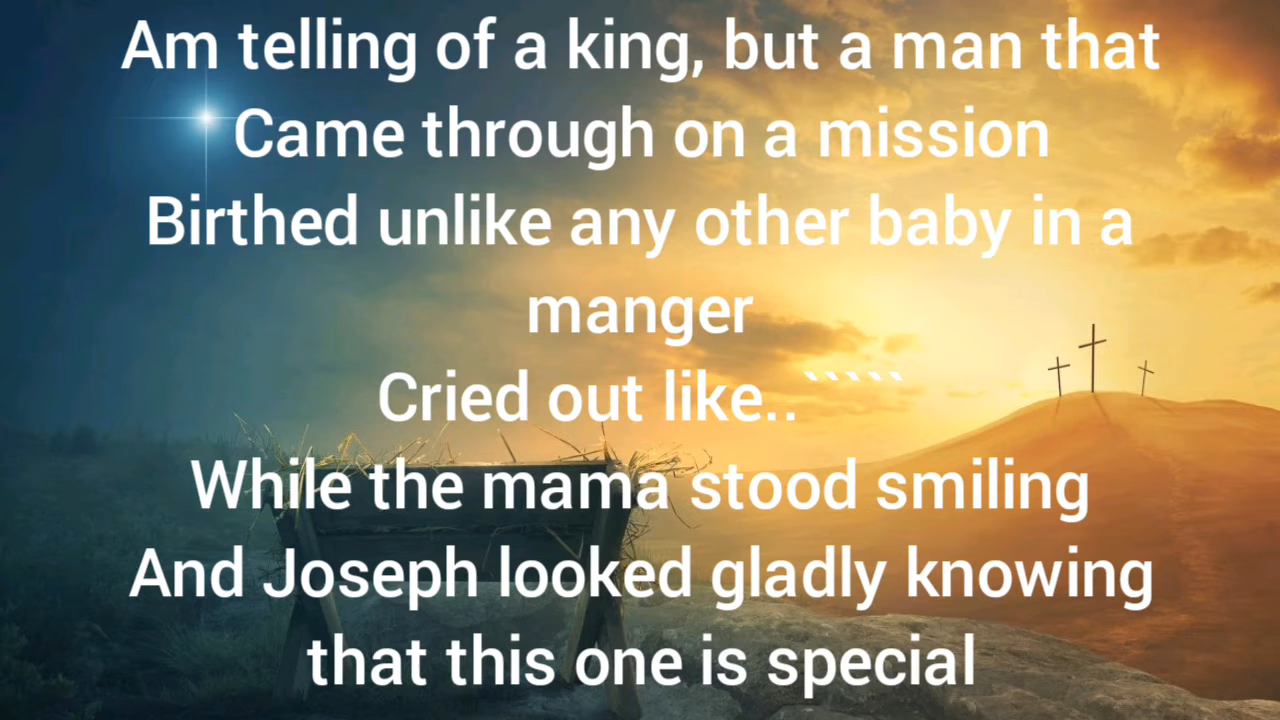 Am telling of a king, but a man that
Came through on a mission
Birthed unlike any other baby in a
manger
Cried out like..`````
While the mama stood smiling
And Joseph looked gladly knowing
that this one is special